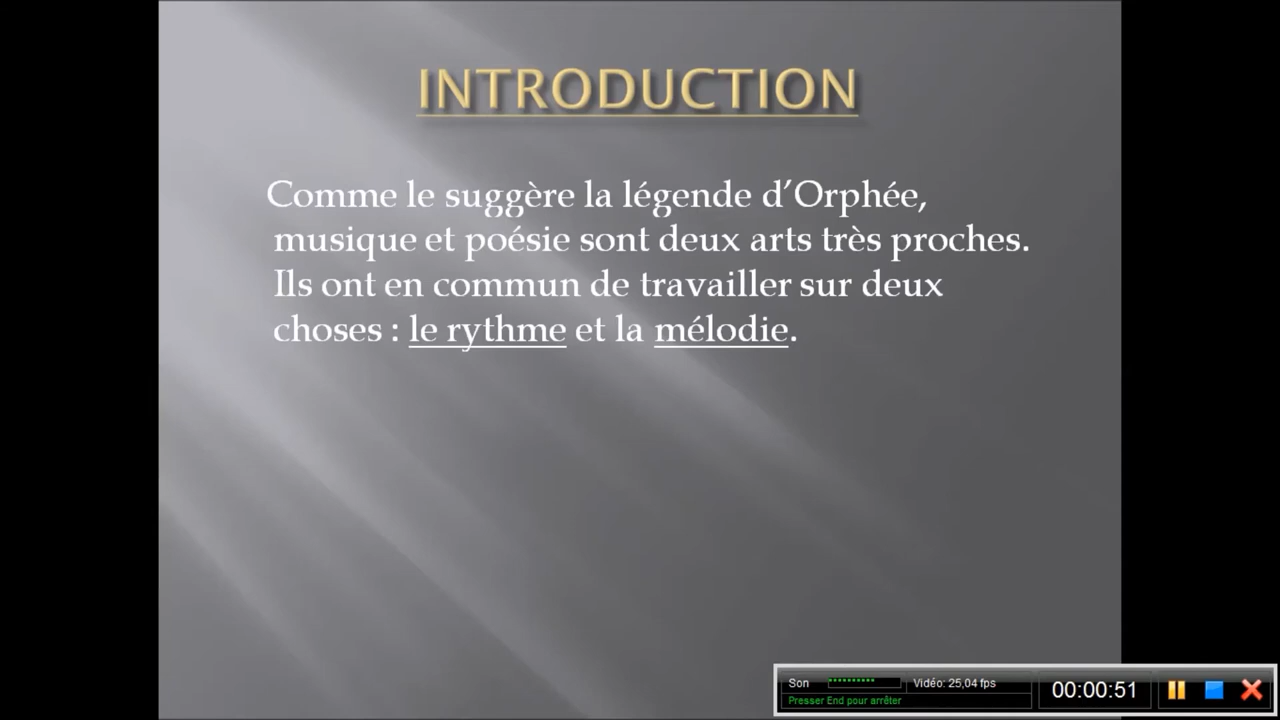 INTRODUCTION
Comme le suggère la légende d’Orphée,
musique et poésie sont deux arts très proches.
Ils ont en commun de travailler sur deux
choses : le rythme et la mélodie.
Son
Vidéo: 25,04 fps
Presser End pour arrêter
00:00:51